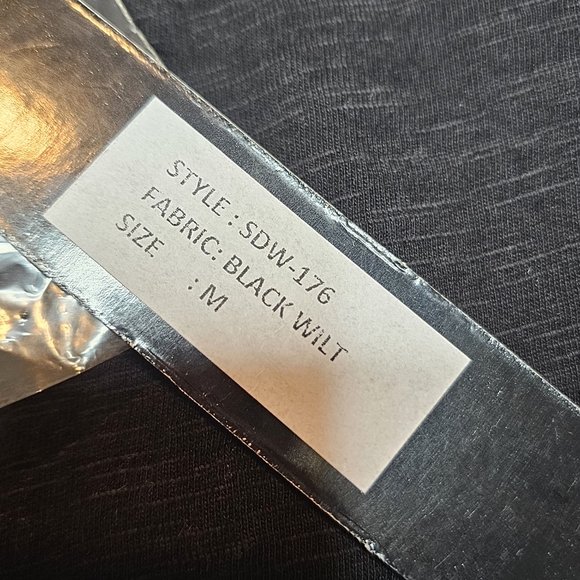 STYLE : SDW-176
FABRIC: BLACK WILT
SIZE : M